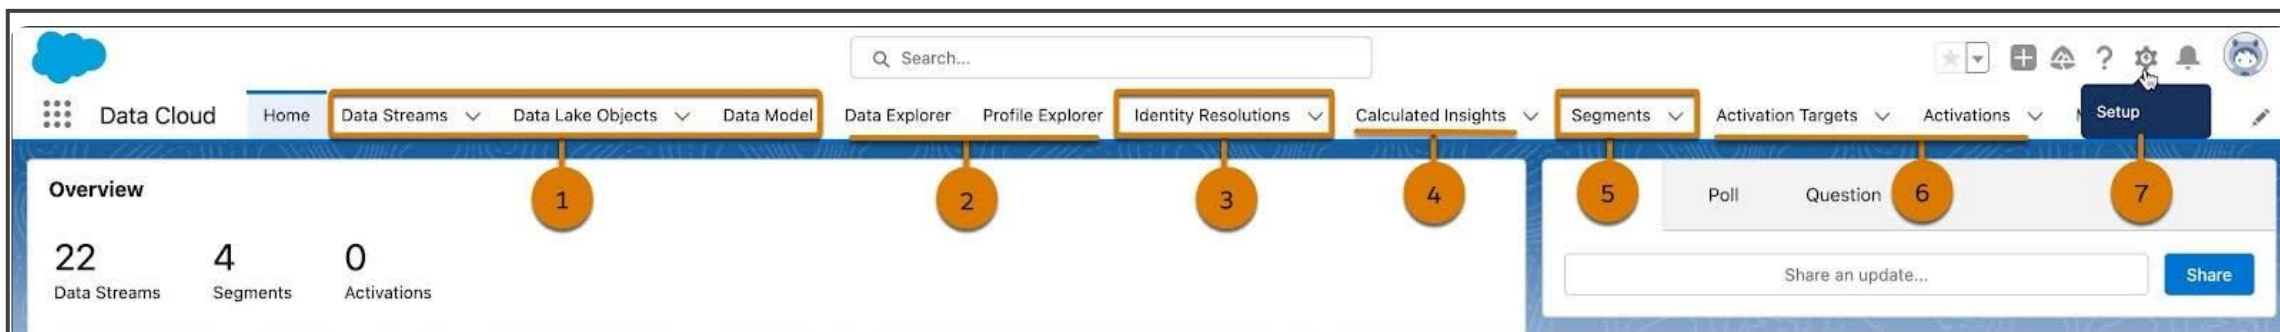 Search...
Data Cloud Home Data Streams Data Lake Objects Data Model Data Explorer Profile Explorer Identity Resolutions Calculated Insights Segments Activation Targets Activations Setup
Overview
1 2 3 4 5 6 7
Poll Question
22 4 0
Data Streams Segments Activations
Share an update... Share